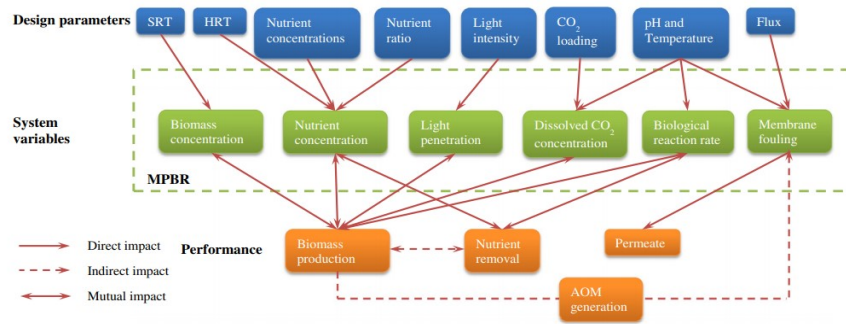 Design parameters
SRT
HRT
Nutrient
concentrations
Nutrient
ratio
Light
intensity
CO2
loading
pH and
Temperature
Flux
System
variables
Biomass
concentration
Nutrient
concentration
Light
penetration
Dissolved CO2
concentration
Biological
reaction rate
Membrane
fouling
MPBR
Performance
Biomass
production
Nutrient
removal
Permeate
AOM
generation
Direct impact
Indirect impact
Mutual impact